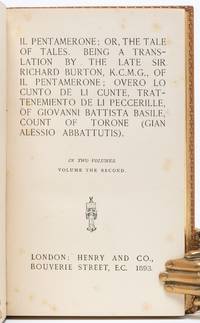 IL PENTAMERONE; OR, THE TALE
OF TALES. BEING A TRANS-
LATION BY THE LATE SIR
RICHARD BURTON, K.C.M.G., OF
IL PENTAMERONE; OVERO LO
CUNTO DE LI CUNTE, TRAT-
TENEMIENTO DE LI PECCERILLE,
OF GIOVANNI BATTISTA BASILE,
COUNT OF TORONE (GIAN
ALESSIO ABBATTUTIS).
IN TWO VOLUMES.
VOLUME THE SECOND.
LONDON: HENRY AND CO.,
BOUVERIE STREET, E.C. 1893.